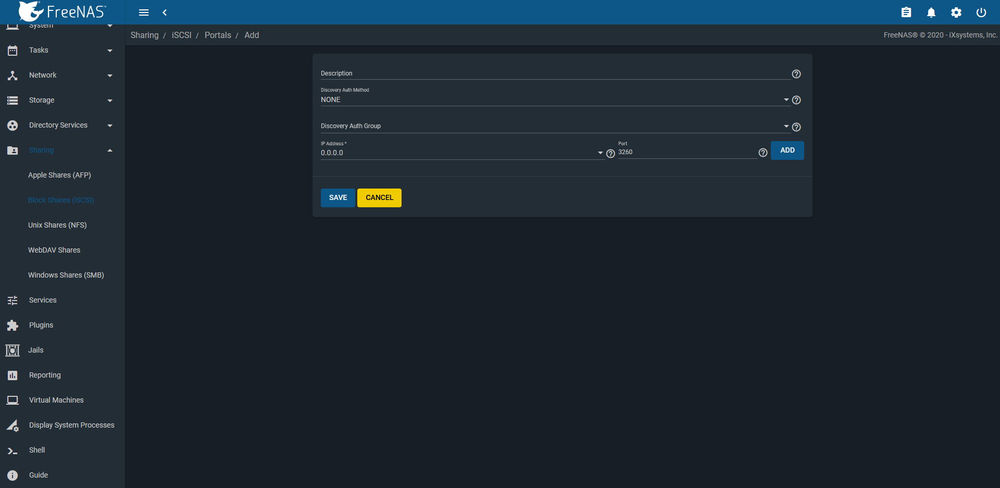 FreeNAS™
System
Tasks
Network
Storage
Directory Services
Sharing
Apple Shares (AFP)
Block Shares (iSCSI)
Unix Shares (NFS)
WebDAV Shares
Windows Shares (SMB)
Services
Plugins
Jails
Reporting
Virtual Machines
Display System Processes
Shell
Guide
Sharing / iSCSI / Portals / Add
FreeNAS® © 2020 - iXsystems, Inc.
Description
Discovery Auth Method
NONE
Discovery Auth Group
IP Address * Port
0.0.0.0 3260 ADD
SAVE CANCEL